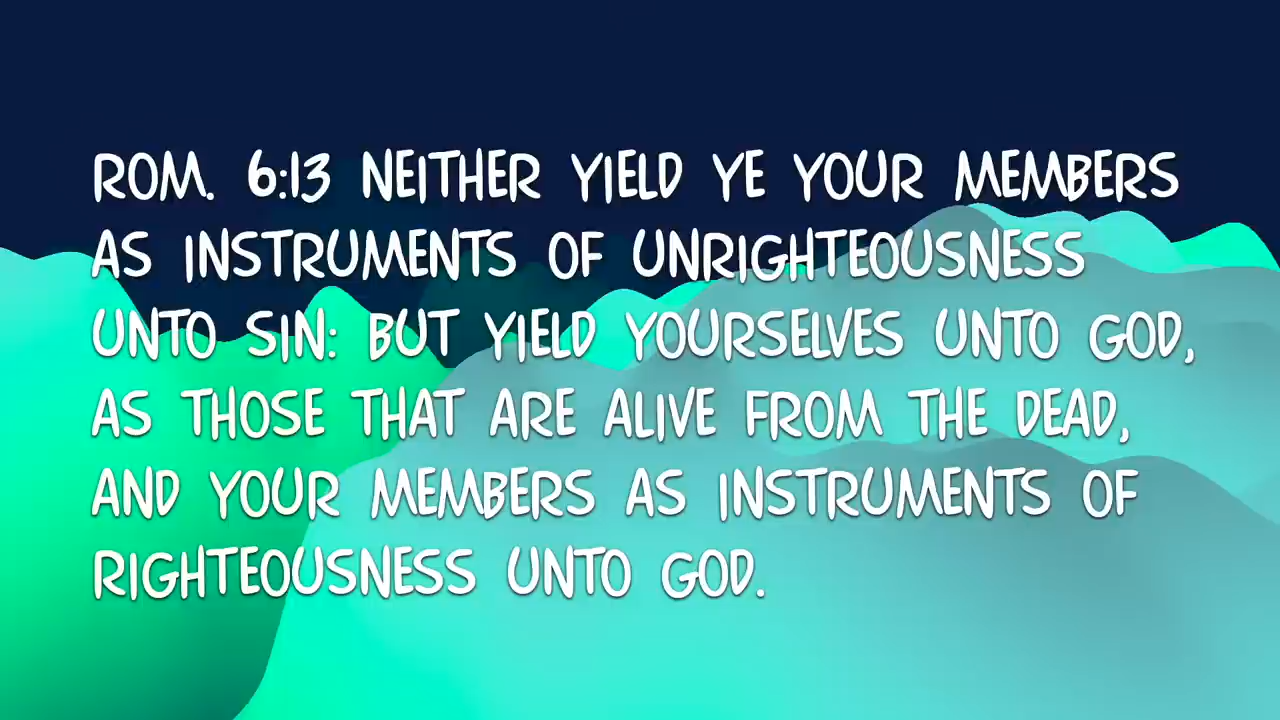 ROM. 6:13 NEITHER YIELD YE YOUR MEMBERS
AS INSTRUMENTS OF UNRIGHTEOUSNESS
UNTO SIN: BUT YIELD YOURSELVES UNTO GOD,
AS THOSE THAT ARE ALIVE FROM THE DEAD,
AND YOUR MEMBERS AS INSTRUMENTS OF
RIGHTEOUSNESS UNTO GOD.